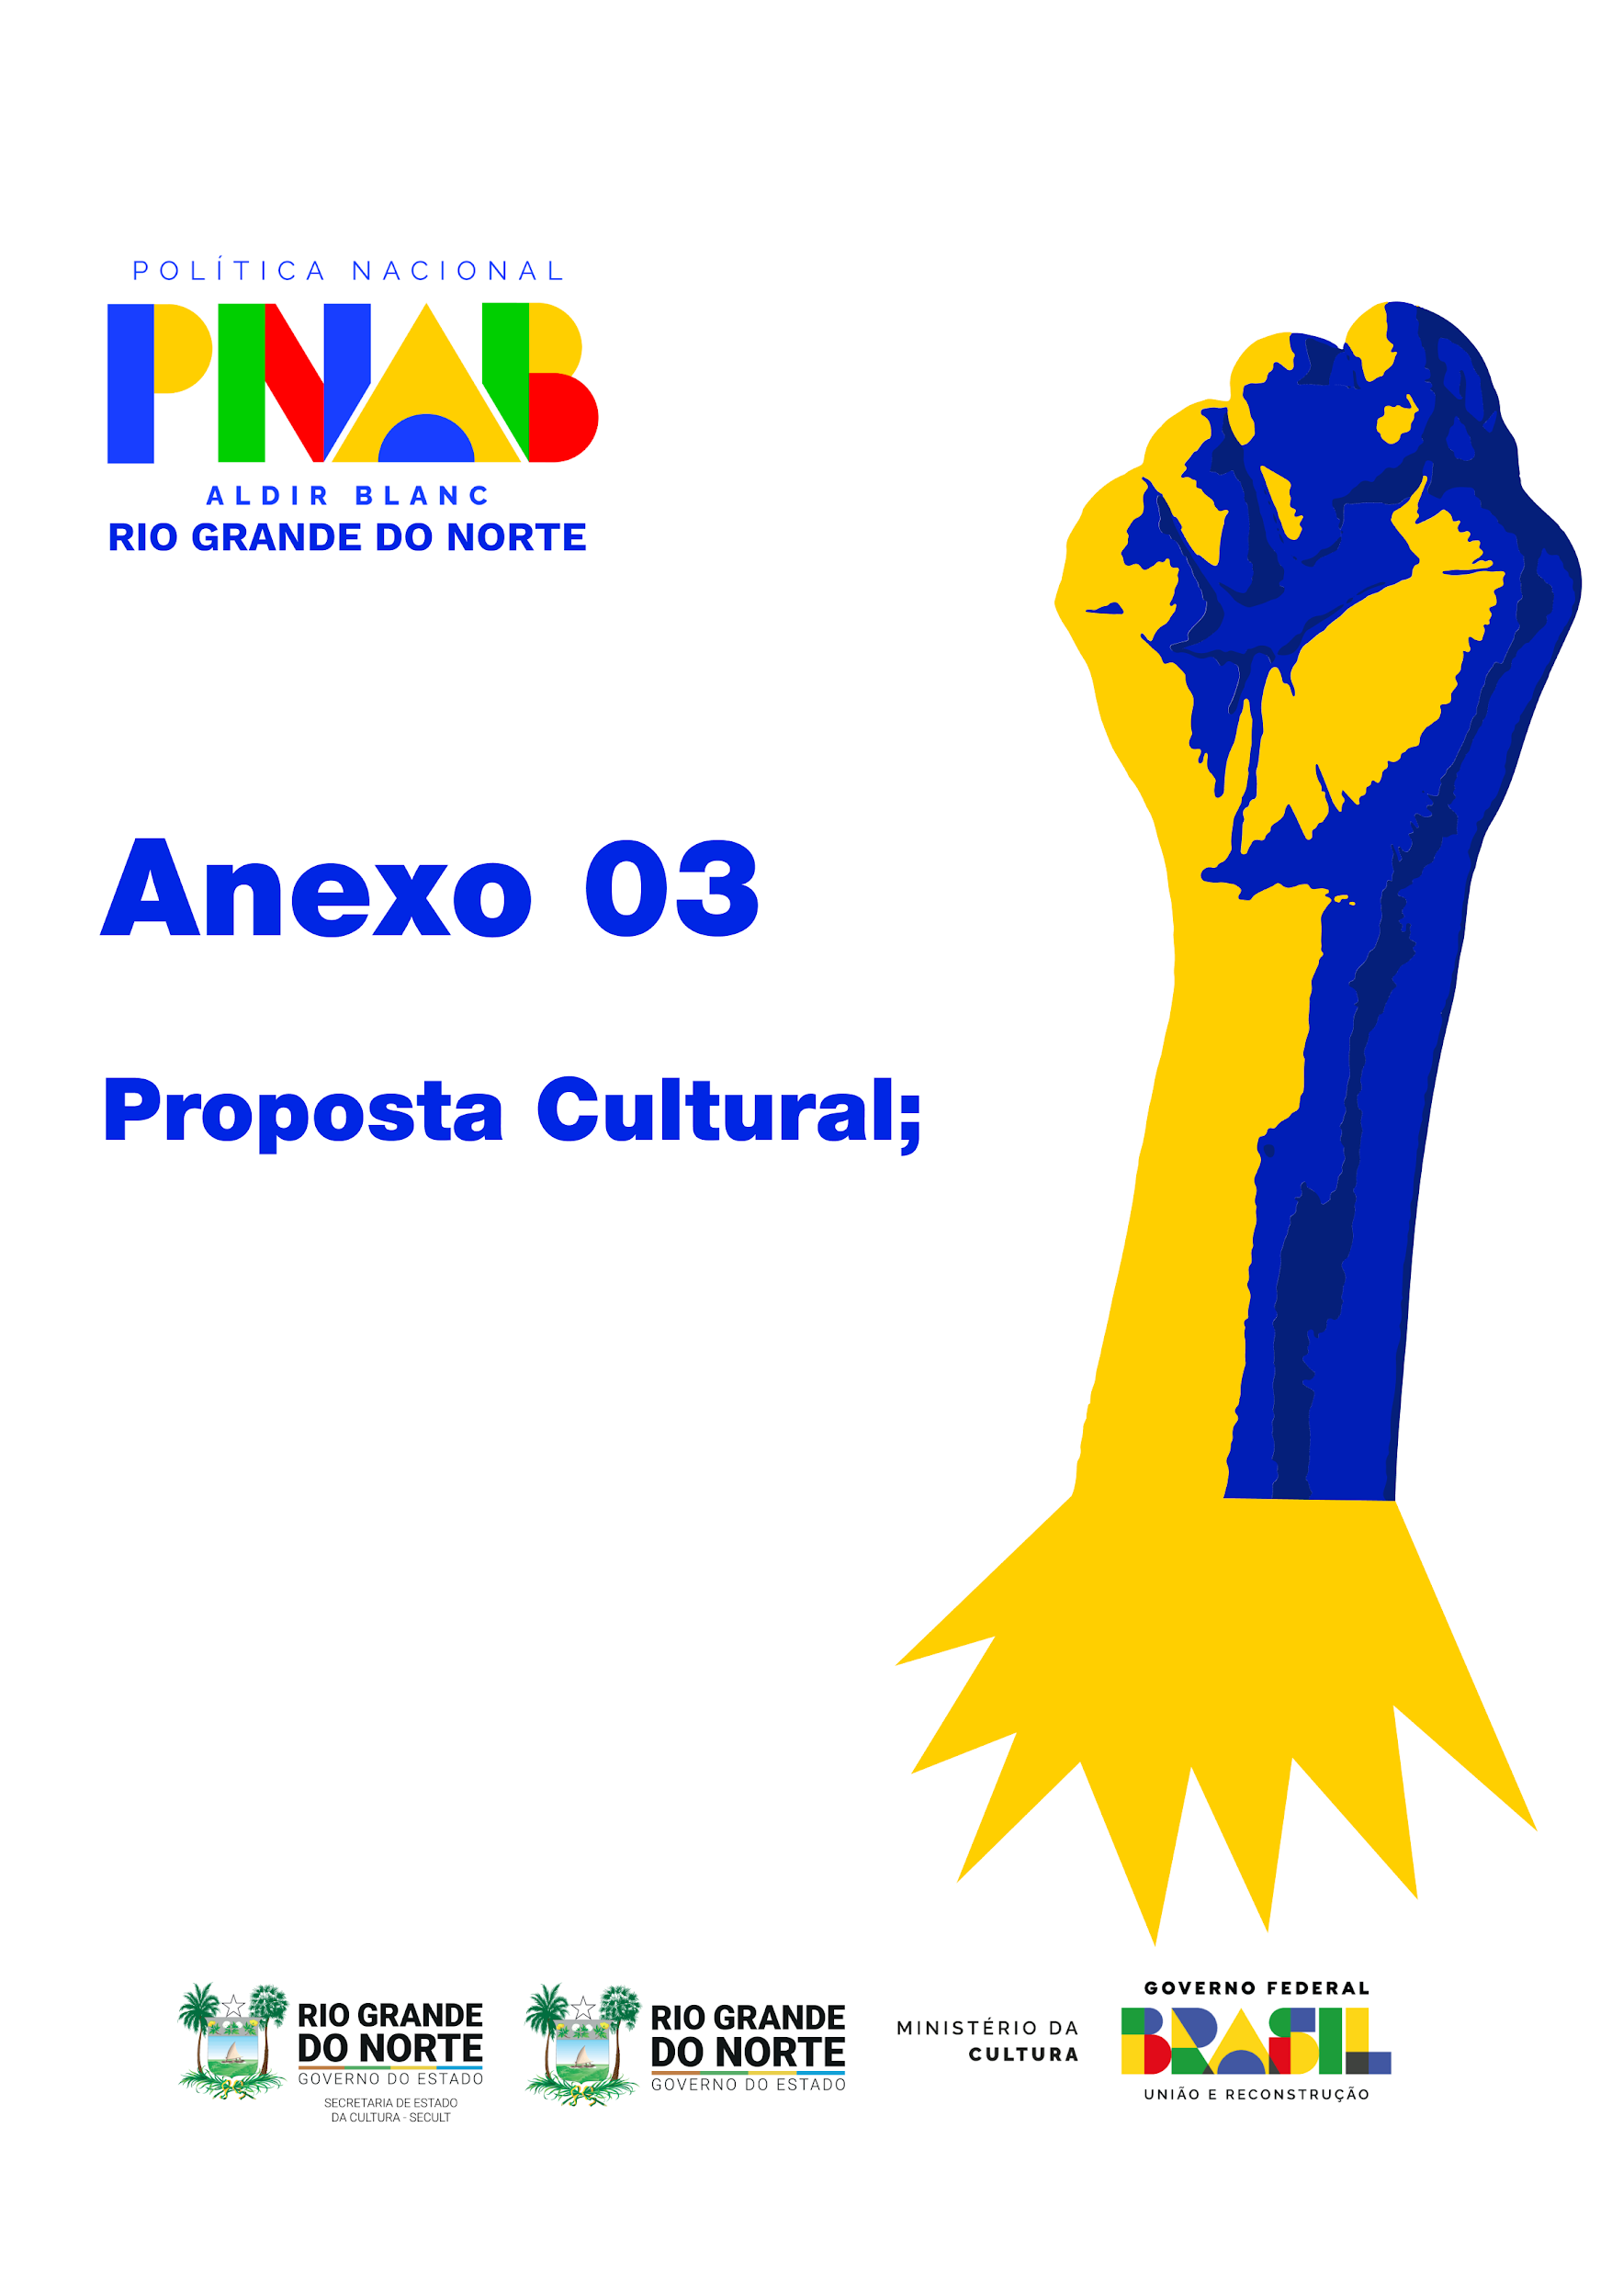 POLÍTICA NACIONAL
PNAB
ALDIR BLANC
RIO GRANDE DO NORTE
Anexo 03
Proposta Cultural;
RIO GRANDE
DO NORTE
GOVERNO DO ESTADO
SECRETARIA DE ESTADO
DA CULTURA - SECULT
RIO GRANDE
DO NORTE
GOVERNO DO ESTADO
MINISTÉRIO DA
CULTURA
GOVERNO FEDERAL
BRASIL
UNIÃO E RECONSTRUÇÃO